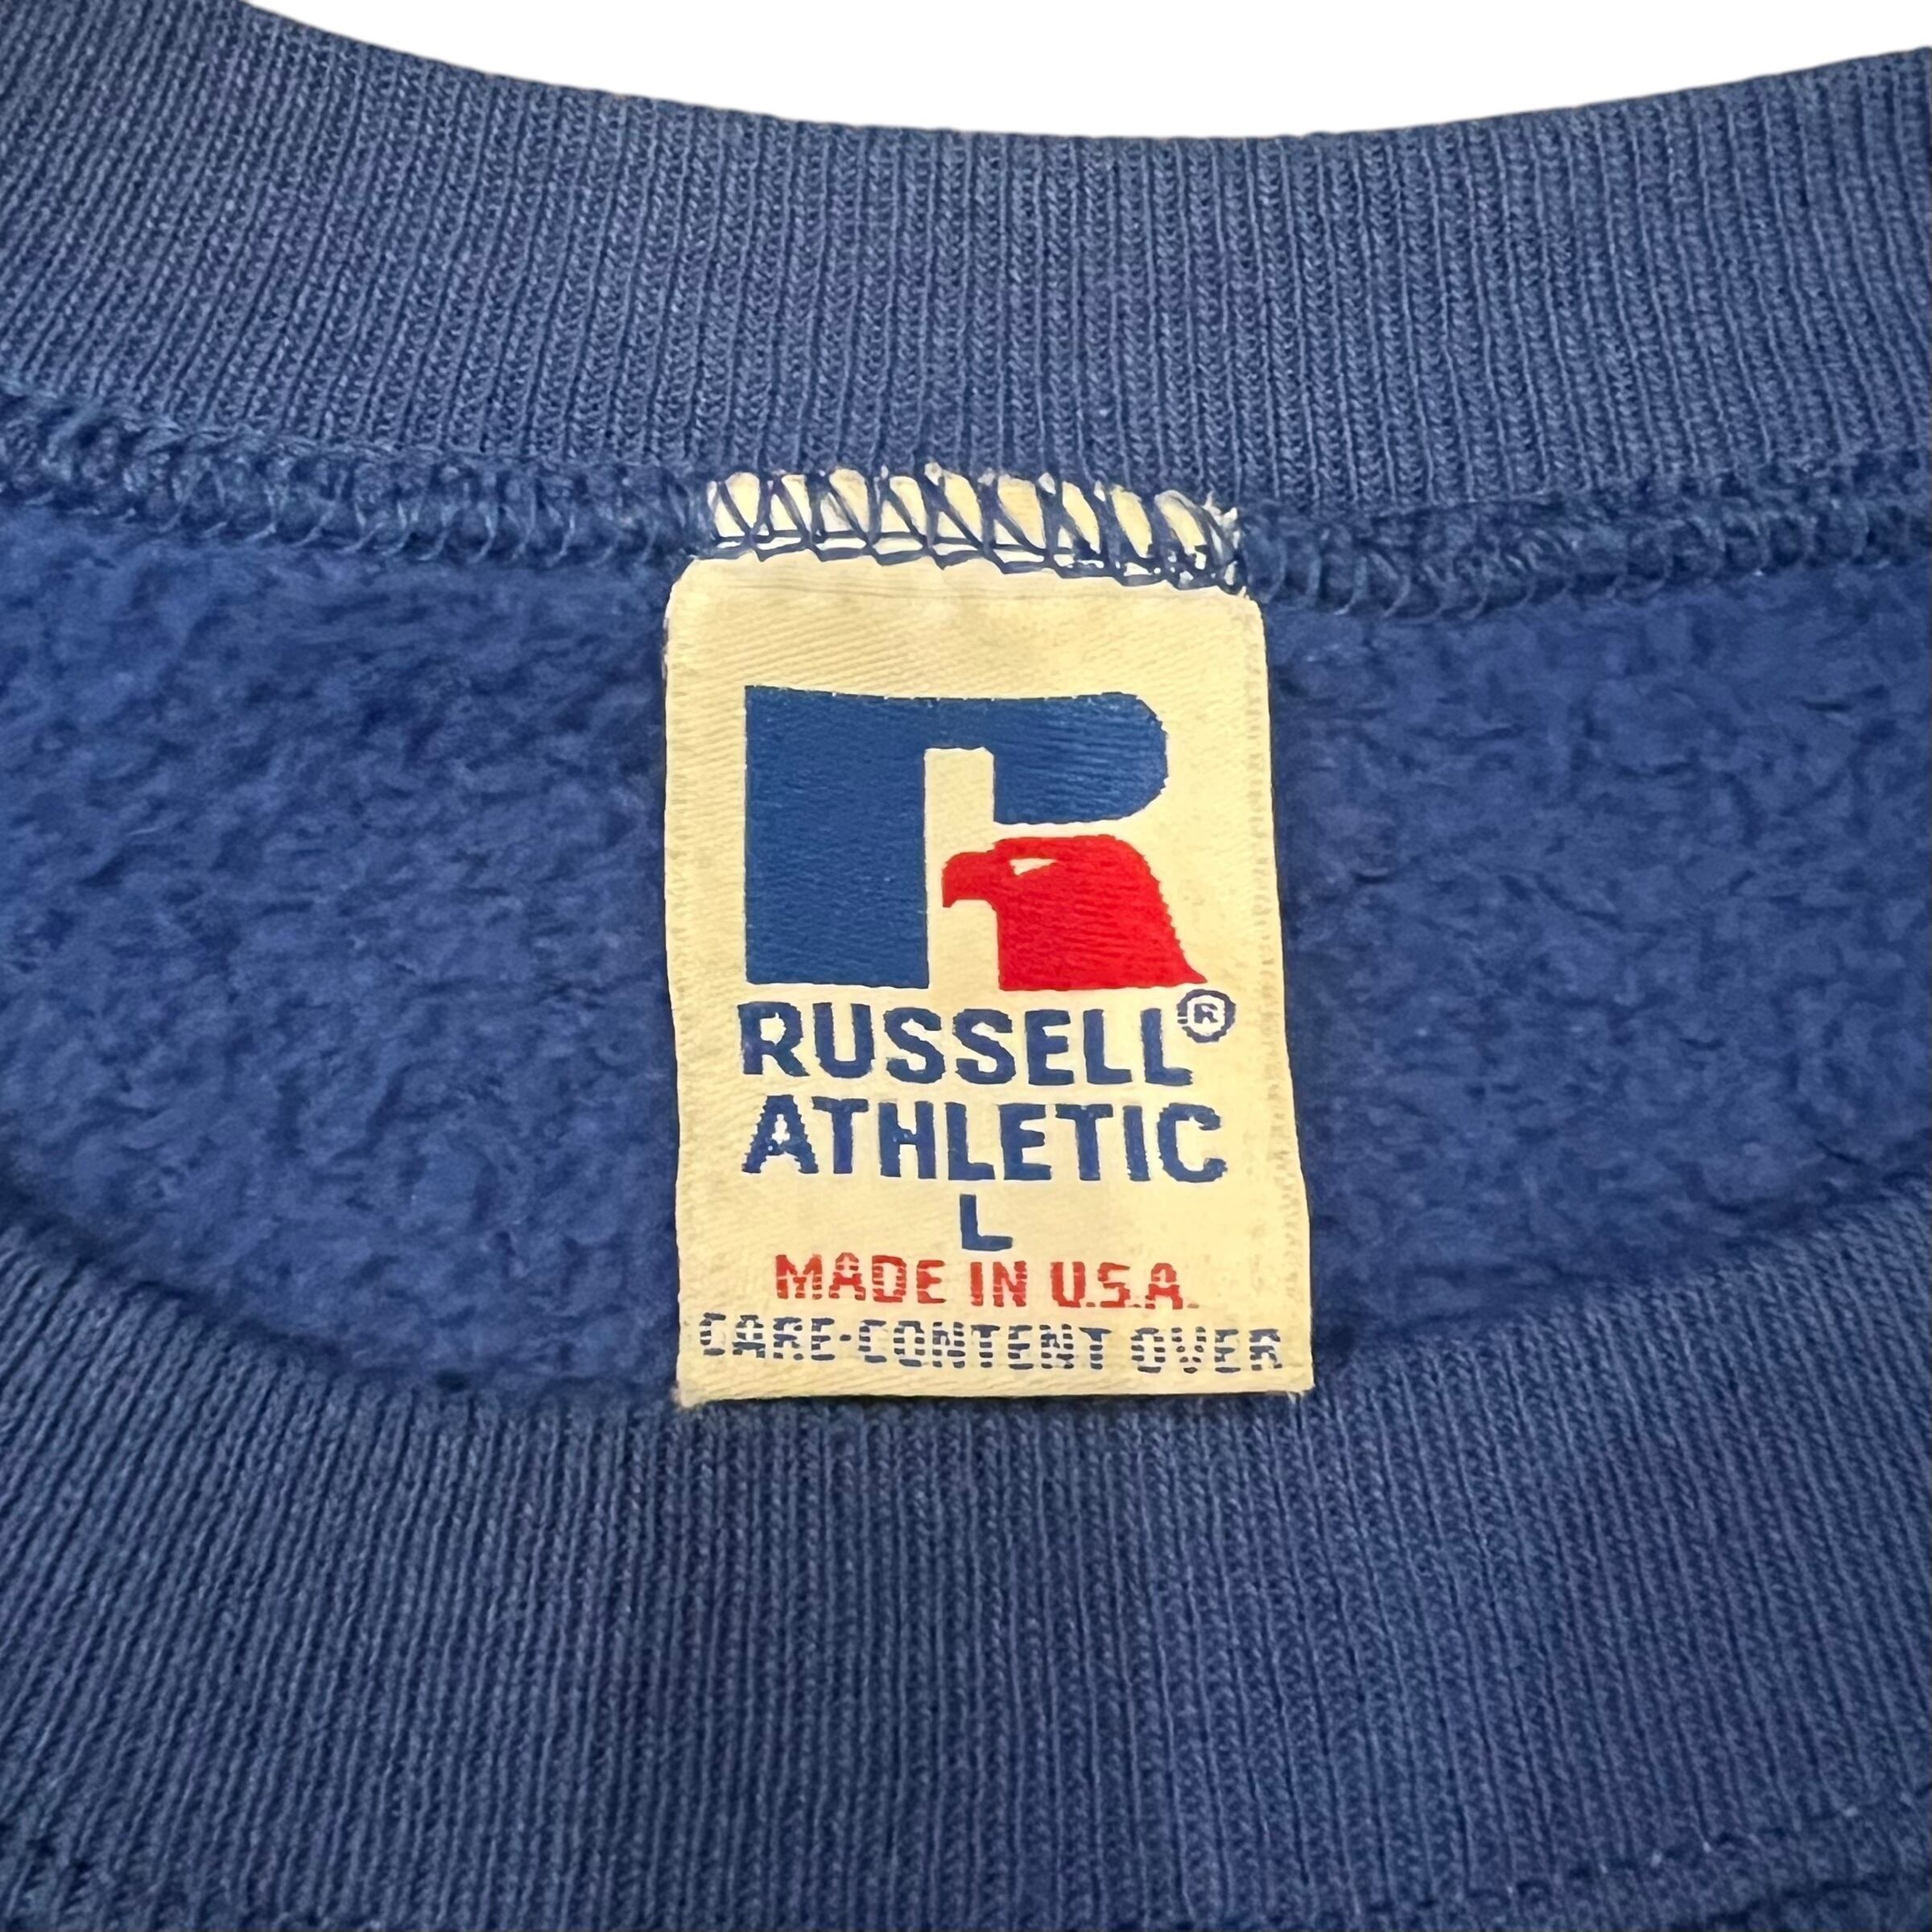 RUSSELL®
ATHLETIC
L
MADE IN U.S.A.
CARE-CONTENT OVER